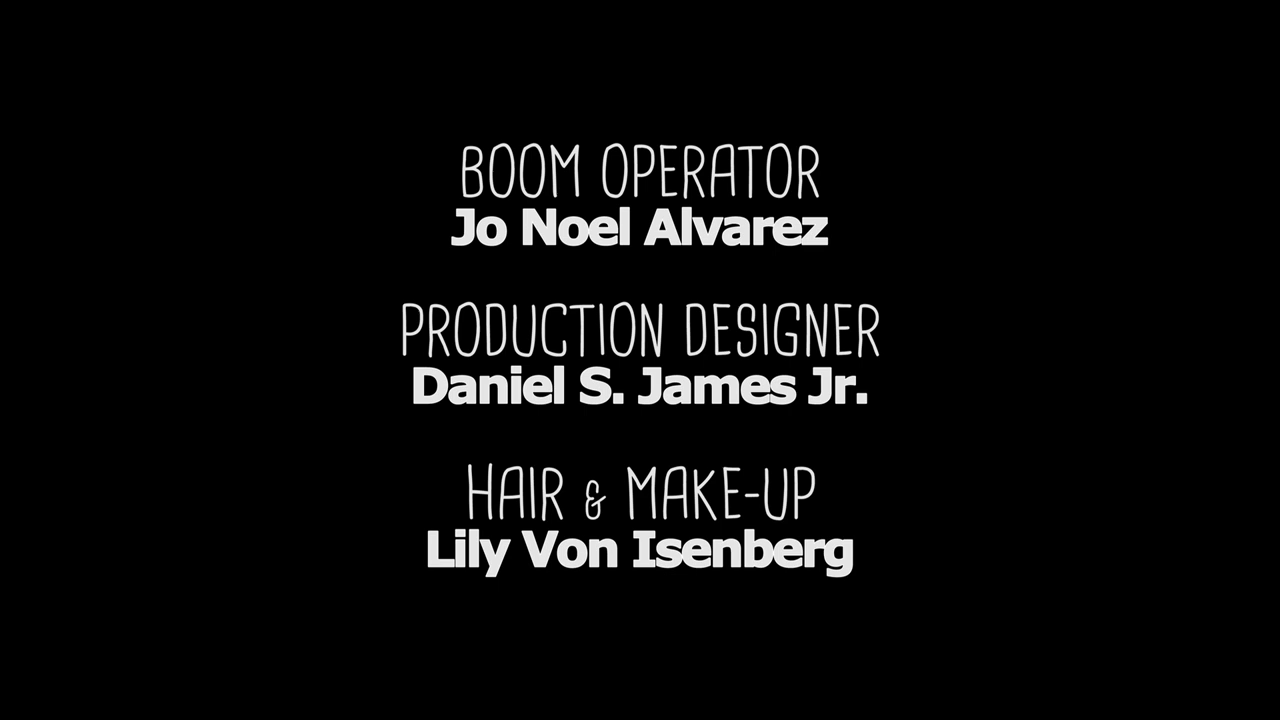 BOOM OPERATOR
Jo Noel Alvarez
PRODUCTION DESIGNER
Daniel S. James Jr.
HAIR & MAKE-UP
Lily Von Isenberg